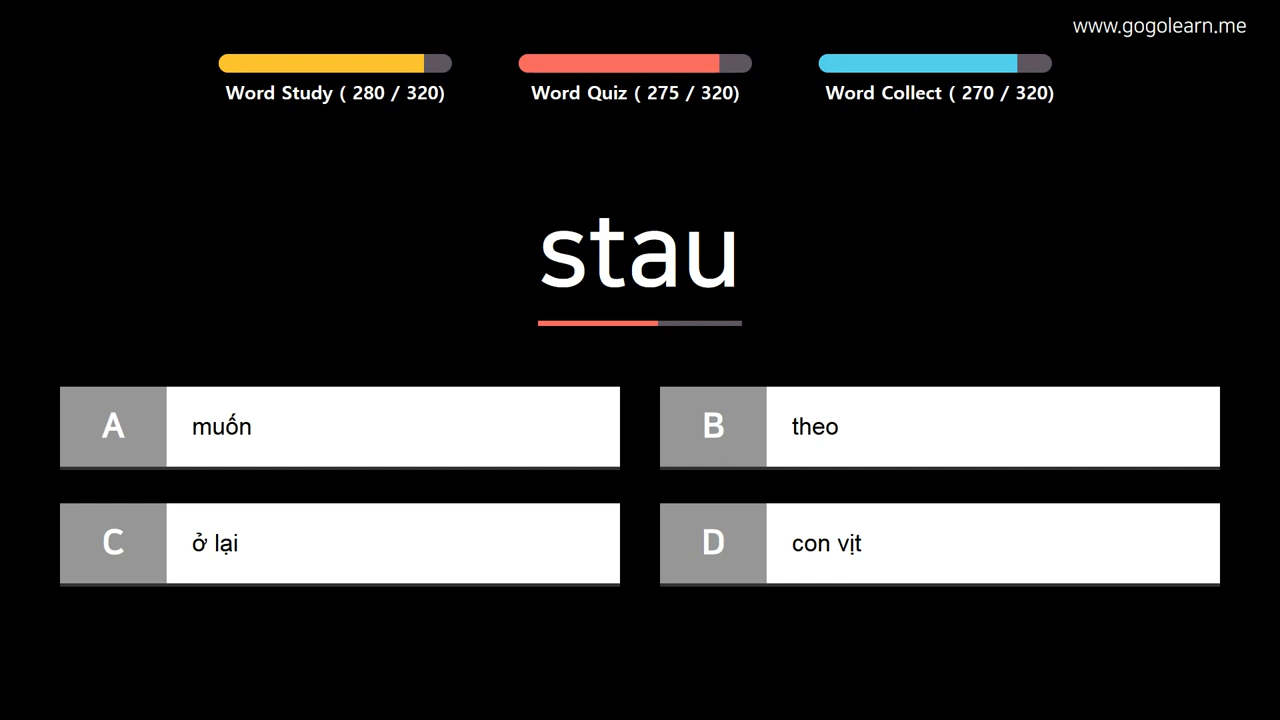 www.gogolearn.me
Word Study ( 280 / 320)
Word Quiz ( 275 / 320)
Word Collect ( 270 / 320)
stau
A muốn
B theo
C ở lại
D con vịt